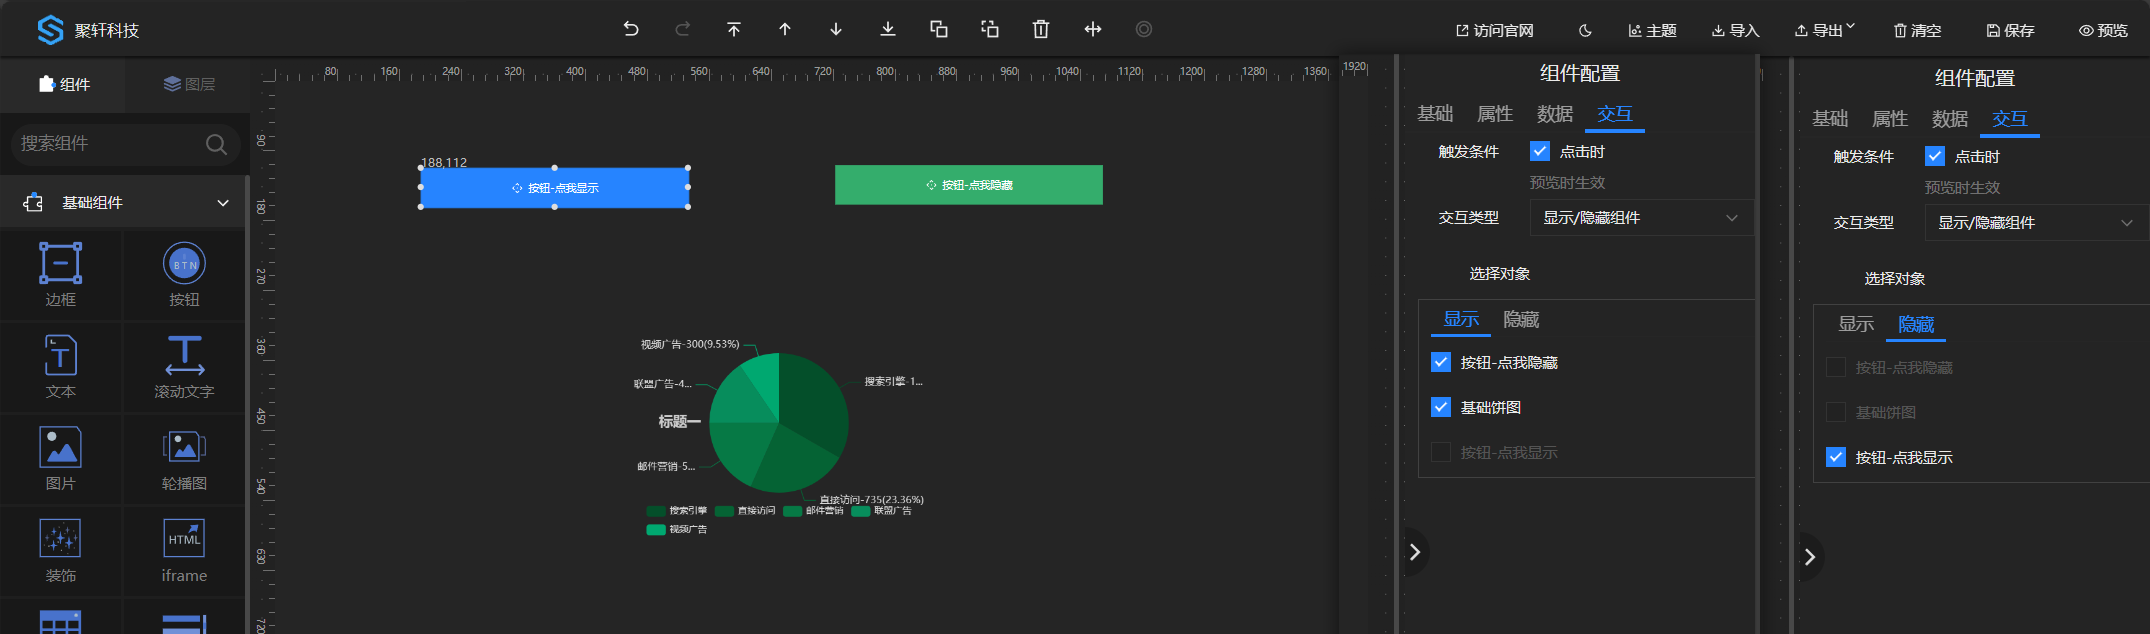 聚轩科技
访问官网
主题
导入
导出
清空
保存
预览
组件
图层
搜索组件
基础组件
边框
按钮
BTN
文本
滚动文字
图片
轮播图
装饰
iframe
HTML
80 160 240 320 400 480 560 640 720 800 880 960 1040 1120 1200 1280 1360 1920
90
180
270
360
450
540
630
720
188,112
按钮-点我显示
按钮-点我隐藏
视频广告-300(9.53%)
联盟广告-4...
搜索引擎-1...
标题一
邮件营销-5...
直接访问-735(23.36%)
搜索引擎 直接访问 邮件营销 联盟广告
视频广告
组件配置
基础 属性 数据 交互
触发条件 点击时
预览时生效
交互类型 显示/隐藏组件
选择对象
显示 隐藏
按钮-点我隐藏
基础饼图
按钮-点我显示
组件配置
基础 属性 数据 交互
触发条件 点击时
预览时生效
交互类型 显示/隐藏组件
选择对象
显示 隐藏
按钮-点我隐藏
基础饼图
按钮-点我显示